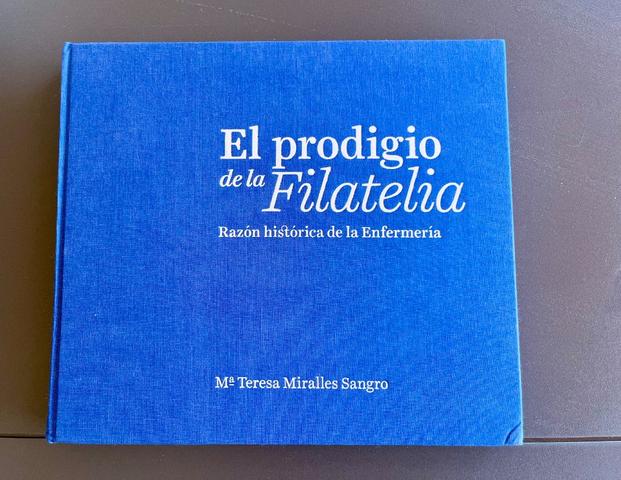 El prodigio
de la Filatelia
Razón histórica de la Enfermería
Mª Teresa Miralles Sangro